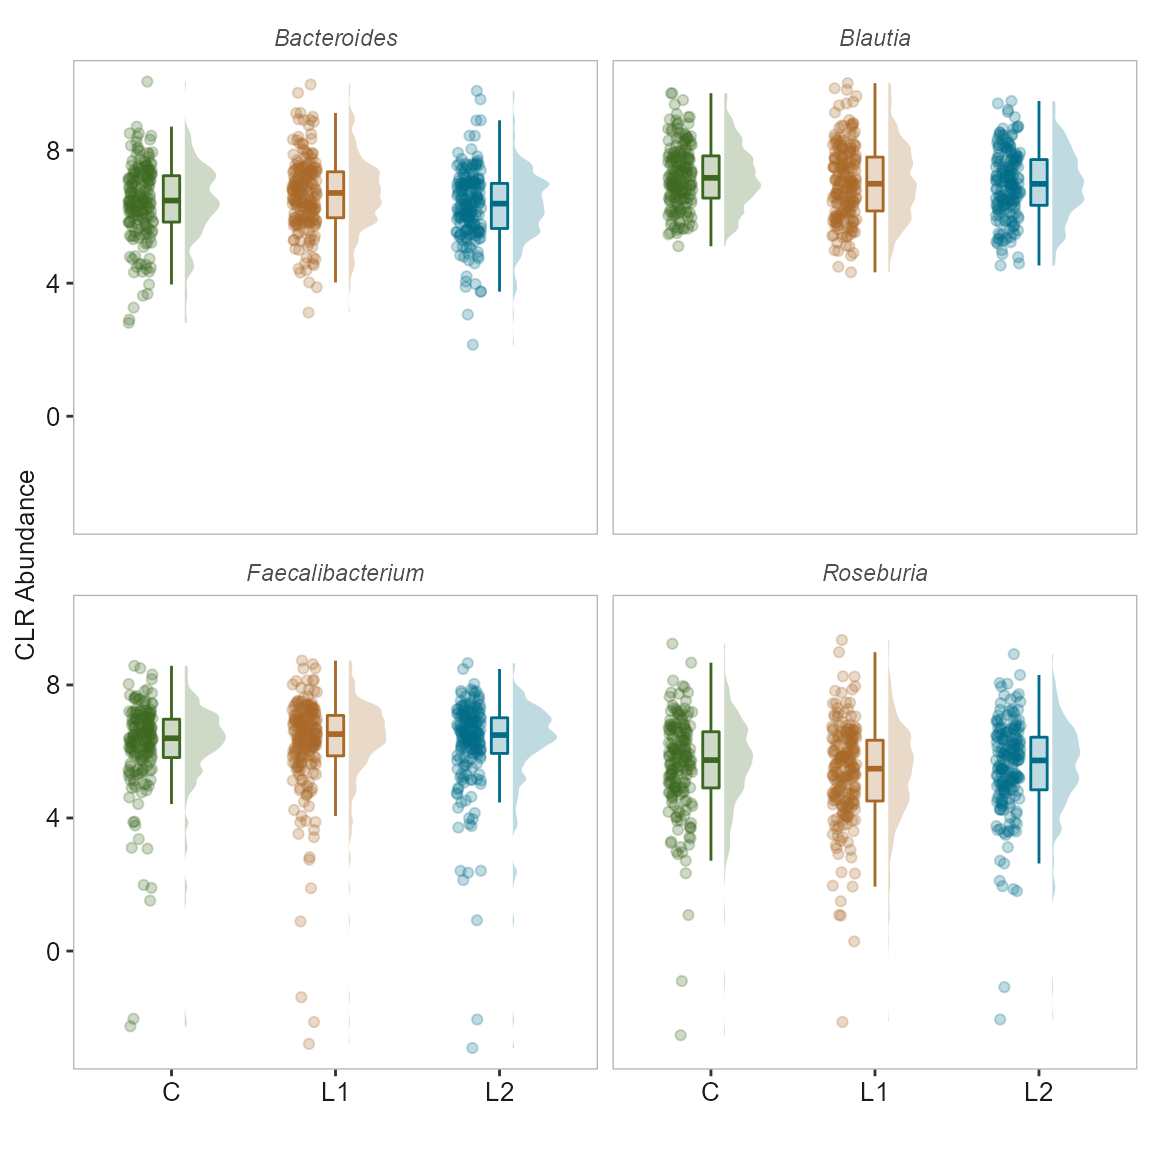 Bacteroides
Blautia
8
4
0
CLR Abundance
Faecalibacterium
Roseburia
8
4
0
C
L1
L2
C
L1
L2